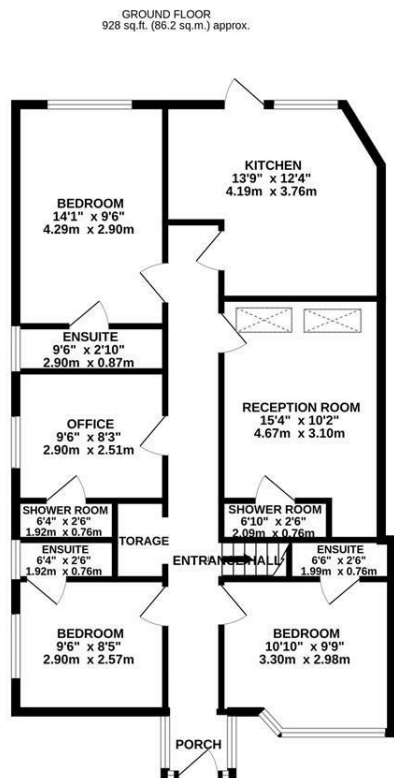 GROUND FLOOR
928 sq.ft. (86.2 sq.m.) approx.
KITCHEN
13'9" x 12'4"
4.19m x 3.76m
BEDROOM
14'1" x 9'6"
4.29m x 2.90m
ENSUITE
9'6" x 2'10"
2.90m x 0.87m
OFFICE
9'6" x 8'3"
2.90m x 2.51m
RECEPTION ROOM
15'4" x 10'2"
4.67m x 3.10m
SHOWER ROOM
6'4" x 2'6"
1.92m x 0.76m
SHOWER ROOM
6'10" x 2'6"
2.09m x 0.76m
TORAGE
ENTRANCE HALL
ENSUITE
6'4" x 2'6"
1.92m x 0.76m
ENSUITE
6'6" x 2'6"
1.99m x 0.76m
BEDROOM
9'6" x 8'5"
2.90m x 2.57m
BEDROOM
10'10" x 9'9"
3.30m x 2.98m
PORCH